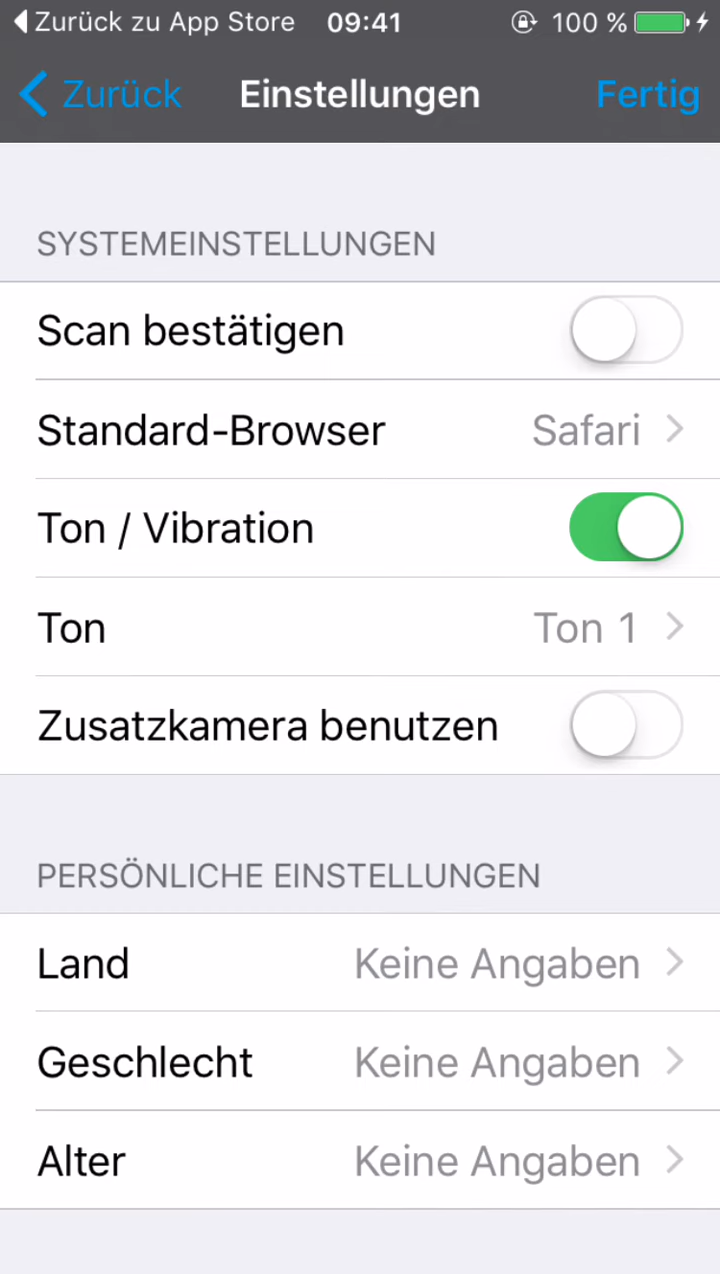 Zurück zu App Store 09:41 100 %
Zurück Einstellungen Fertig
SYSTEMEINSTELLUNGEN
Scan bestätigen
Standard-Browser Safari
Ton / Vibration
Ton Ton 1
Zusatzkamera benutzen
PERSÖNLICHE EINSTELLUNGEN
Land Keine Angaben
Geschlecht Keine Angaben
Alter Keine Angaben